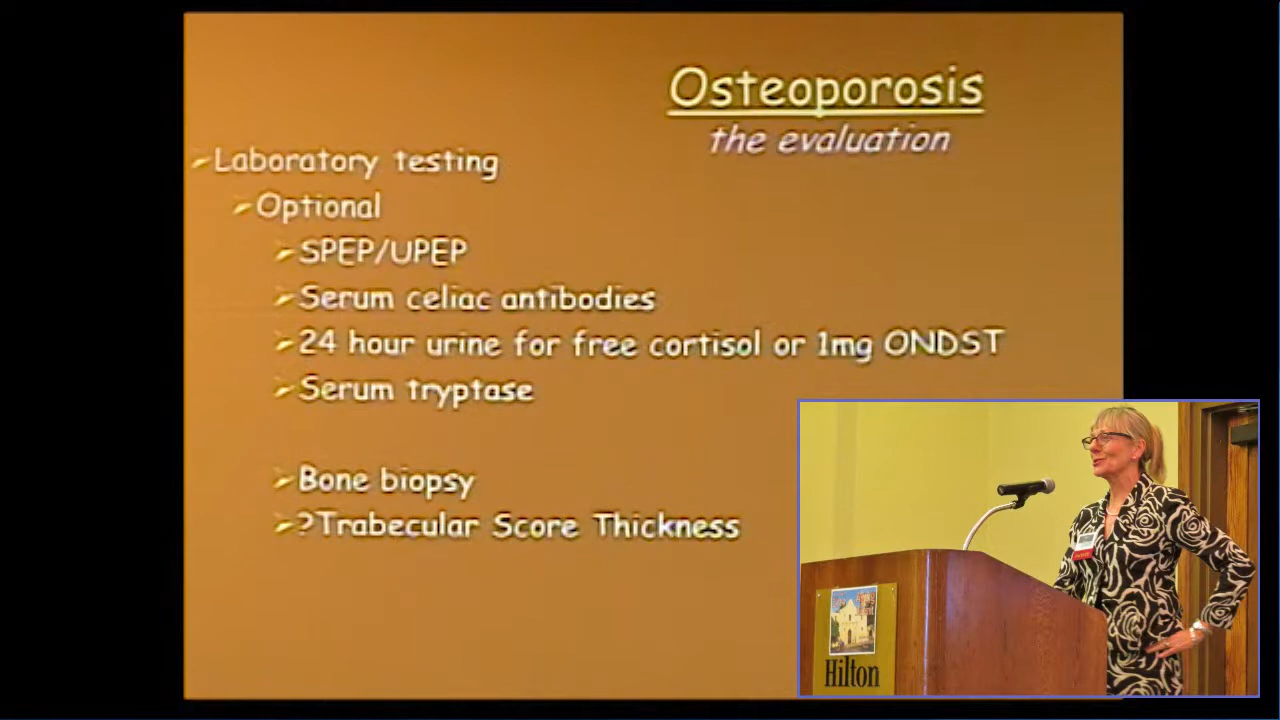 Osteoporosis
the evaluation
Laboratory testing
Optional
SPEP/UPEP
Serum celiac antibodies
24 hour urine for free cortisol or 1mg ONDST
Serum tryptase
Bone biopsy
?Trabecular Score Thickness
Hilton